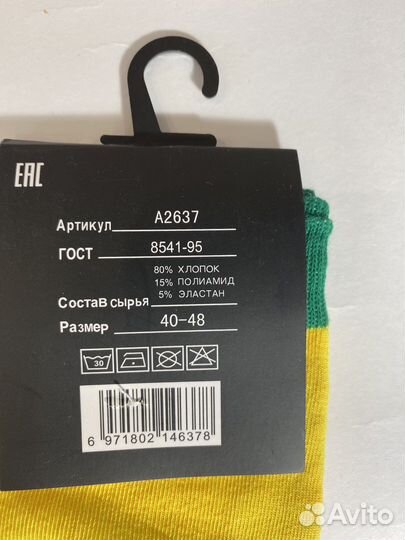 EAC
Артикул A2637
ГОСТ 8541-95
80% ХЛОПОК
15% ПОЛИАМИД
Состав сырья 5% ЭЛАСТАН
Размер 40-48
30
6 971802 146378
Avito